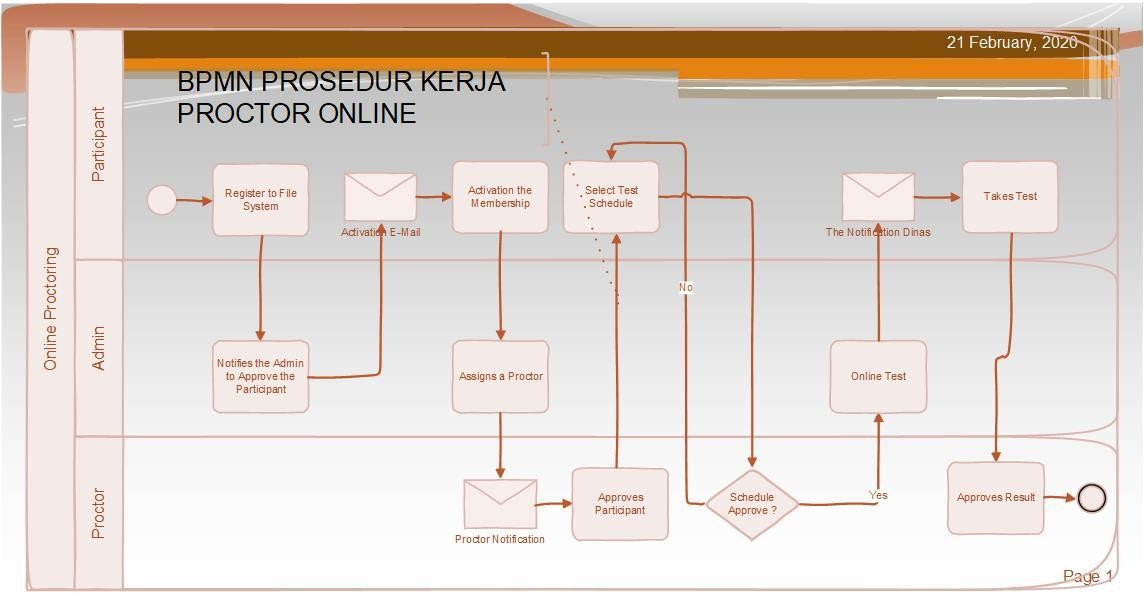 21 February, 2020
BPMN PROSEDUR KERJA
PROCTOR ONLINE
Online Proctoring
Participant
Register to File
System
Activation E-Mail
Activation the
Membership
Select Test
Schedule
The Notification Dinas
Takes Test
No
Admin
Notifies the Admin
to Approve the
Participant
Assigns a Proctor
Online Test
Proctor
Proctor Notification
Approves
Participant
Schedule
Approve ?
Yes
Approves Result
Page 1